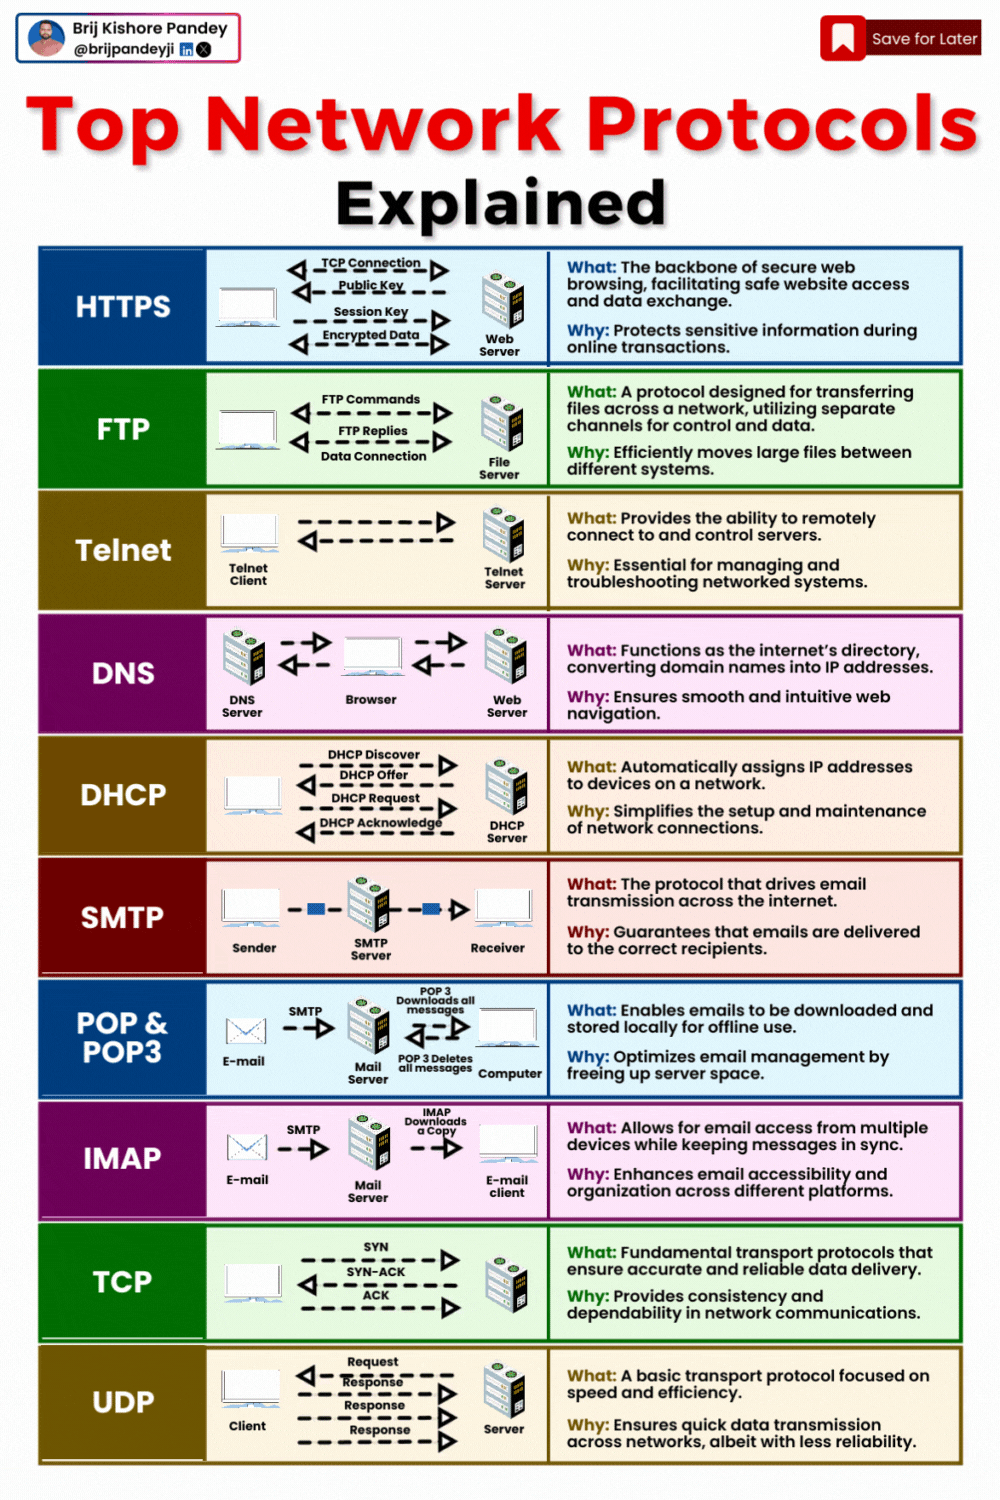 Brij Kishore Pandey
@brijpandeyji in X
Save for Later
Top Network Protocols
Explained
HTTPS
TCP Connection
Public Key
Session Key
Encrypted Data
Web
Server
What: The backbone of secure web
browsing, facilitating safe website access
and data exchange.
Why: Protects sensitive information during
online transactions.
FTP
FTP Commands
FTP Replies
Data Connection
File
Server
What: A protocol designed for transferring
files across a network, utilizing separate
channels for control and data.
Why: Efficiently moves large files between
different systems.
Telnet
Telnet
Client
Telnet
Server
What: Provides the ability to remotely
connect to and control servers.
Why: Essential for managing and
troubleshooting networked systems.
DNS
DNS
Server
Browser
Web
Server
What: Functions as the internet's directory,
converting domain names into IP addresses.
Why: Ensures smooth and intuitive web
navigation.
DHCP
DHCP Discover
DHCP Offer
DHCP Request
DHCP Acknowledge
DHCP
Server
What: Automatically assigns IP addresses
to devices on a network.
Why: Simplifies the setup and maintenance
of network connections.
SMTP
Sender
SMTP
Server
Receiver
What: The protocol that drives email
transmission across the internet.
Why: Guarantees that emails are delivered
to the correct recipients.
POP &
POP3
E-mail
SMTP
Mail
Server
POP 3
Downloads all
messages
POP 3 Deletes
all messages
Computer
What: Enables emails to be downloaded and
stored locally for offline use.
Why: Optimizes email management by
freeing up server space.
IMAP
E-mail
SMTP
Mail
Server
IMAP
Downloads
a Copy
E-mail
client
What: Allows for email access from multiple
devices while keeping messages in sync.
Why: Enhances email accessibility and
organization across different platforms.
TCP
SYN
SYN-ACK
ACK
What: Fundamental transport protocols that
ensure accurate and reliable data delivery.
Why: Provides consistency and
dependability in network communications.
UDP
Client
Request
Response
Response
Response
Server
What: A basic transport protocol focused on
speed and efficiency.
Why: Ensures quick data transmission
across networks, albeit with less reliability.